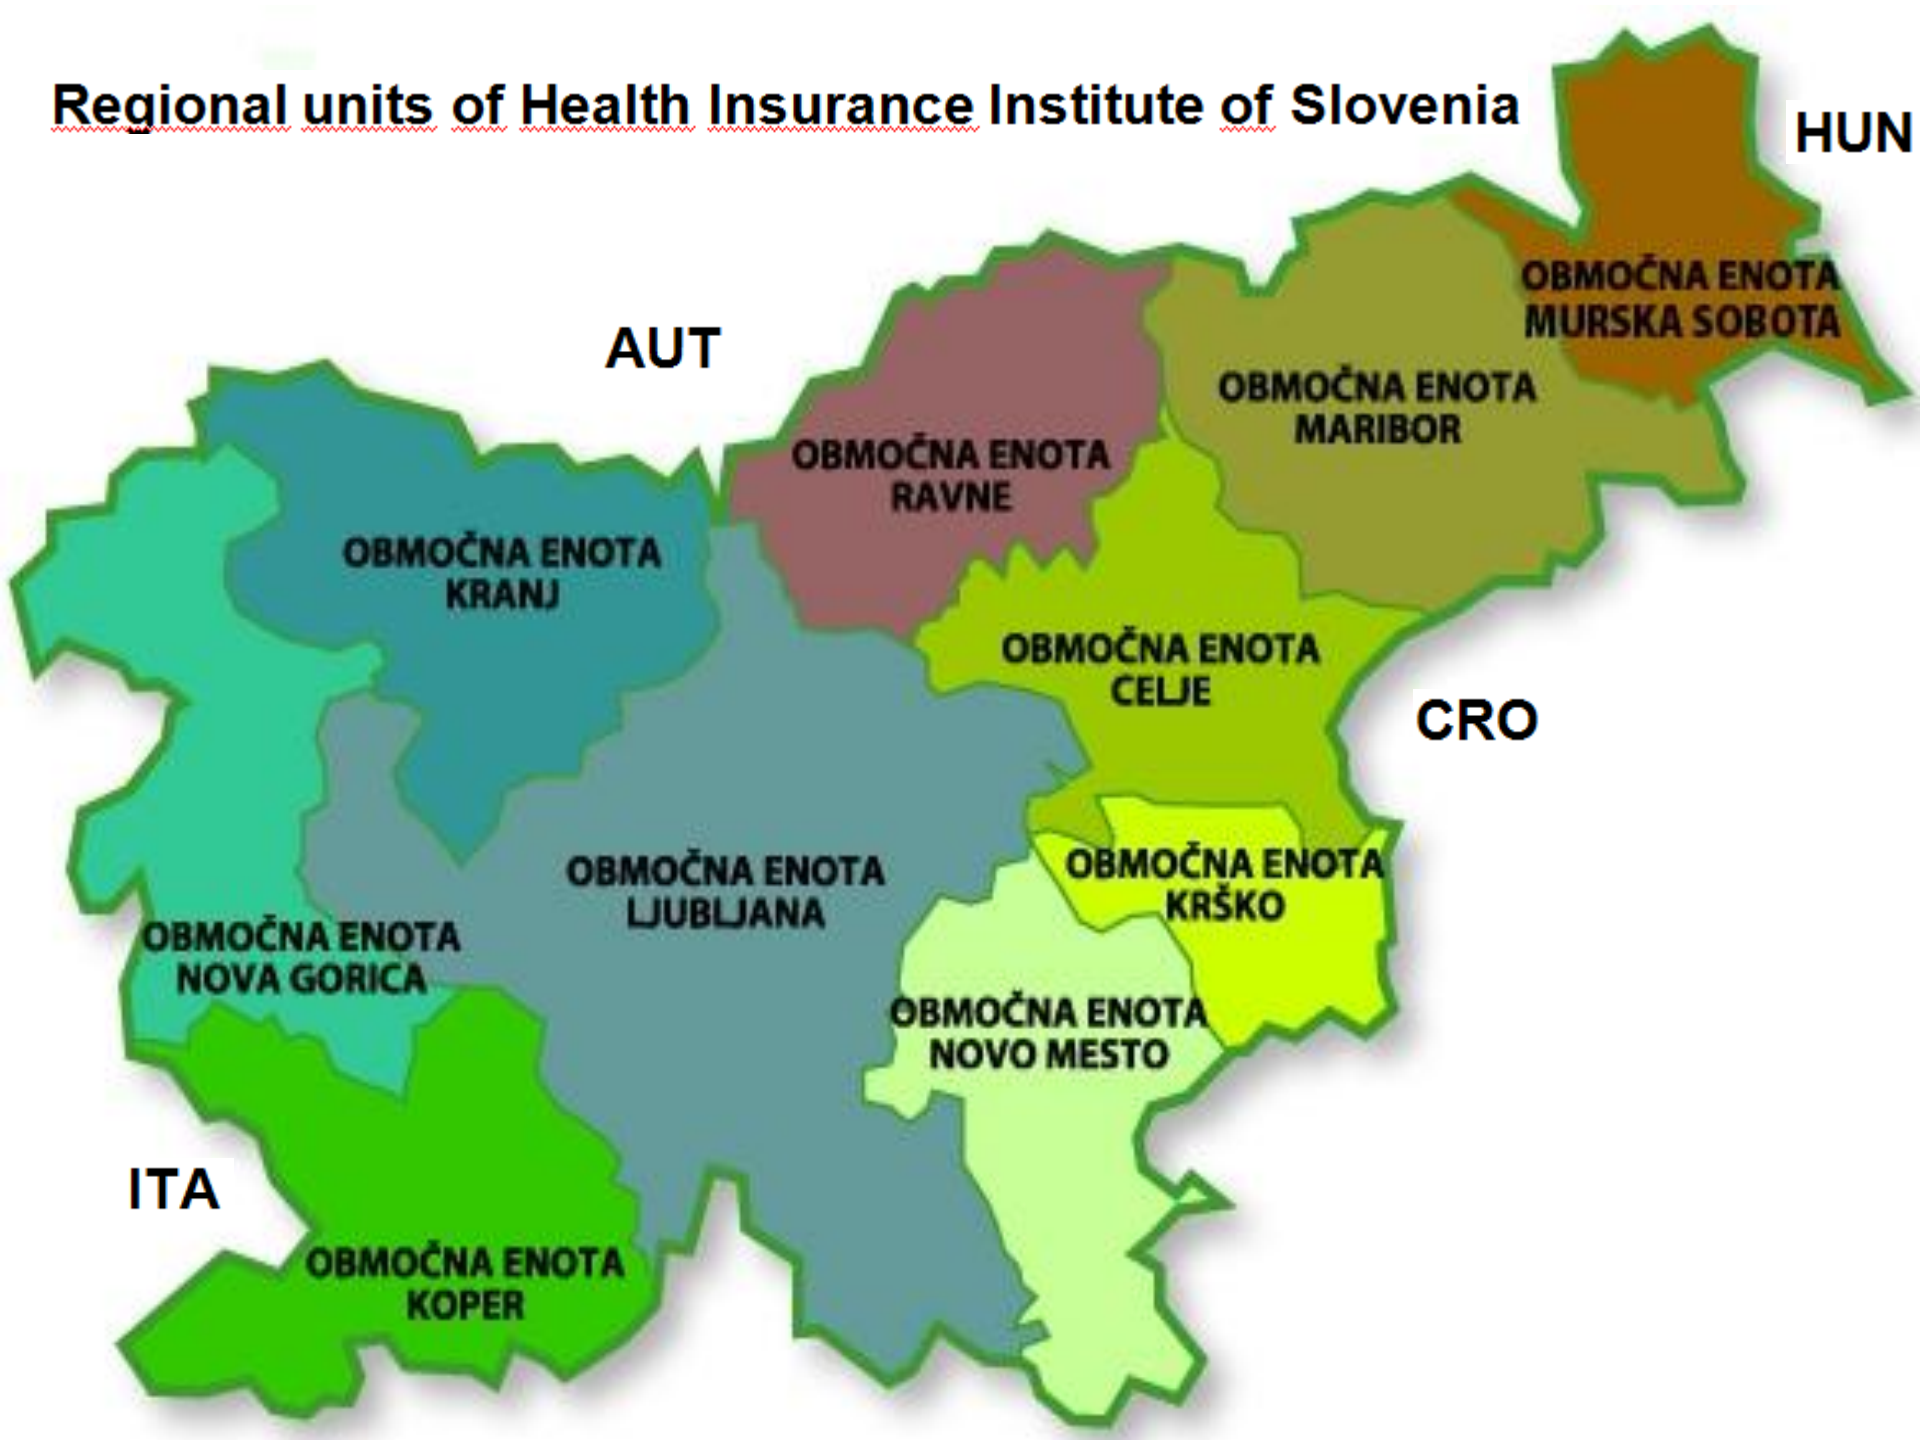 Regional units of Health Insurance Institute of Slovenia
HUN
OBMOČNA ENOTA
MURSKA SOBOTA
AUT
OBMOČNA ENOTA
MARIBOR
OBMOČNA ENOTA
RAVNE
OBMOČNA ENOTA
KRANJ
OBMOČNA ENOTA
CELJE
CRO
OBMOČNA ENOTA
LJUBLJANA
OBMOČNA ENOTA
KRŠKO
OBMOČNA ENOTA
NOVA GORICA
OBMOČNA ENOTA
NOVO MESTO
ITA
OBMOČNA ENOTA
KOPER